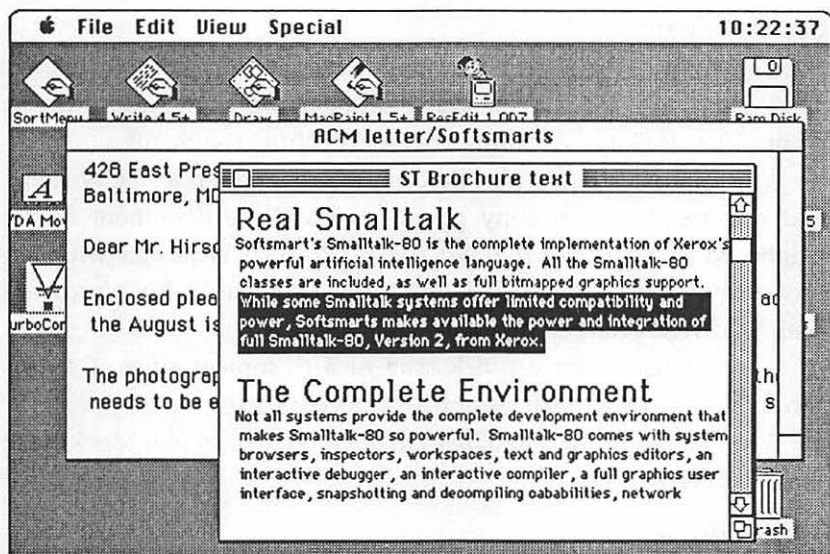 File Edit View Special 10:22:37
SortMenu Write 4.5+ Draw MacPaint 1.5+ ResEdit 1.0D7 Ram Disk
ACM letter/Softsmarts
428 East Pres
Baltimore, MD
Dear Mr. Hirsc
Enclosed plea
the August is
The photograp
needs to be e
ST Brochure text
Real Smalltalk
Softsmart's Smalltalk-80 is the complete implementation of Xerox's
powerful artificial intelligence language. All the Smalltalk-80
classes are included, as well as full bitmapped graphics support.
While some Smalltalk systems offer limited compatibility and
power, Softsmarts makes available the power and integration of
full Smalltalk-80, Version 2, from Xerox.
The Complete Environment
Not all systems provide the complete development environment that
makes Smalltalk-80 so powerful. Smalltalk-80 comes with system
browsers, inspectors, workspaces, text and graphics editors, an
interactive debugger, an interactive compiler, a full graphics user
interface, snapshotting and decompiling cababilities, network